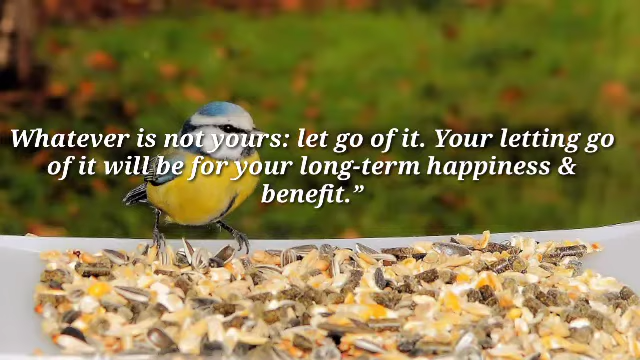 Whatever is not yours: let go of it. Your letting go
of it will be for your long-term happiness &
benefit.”